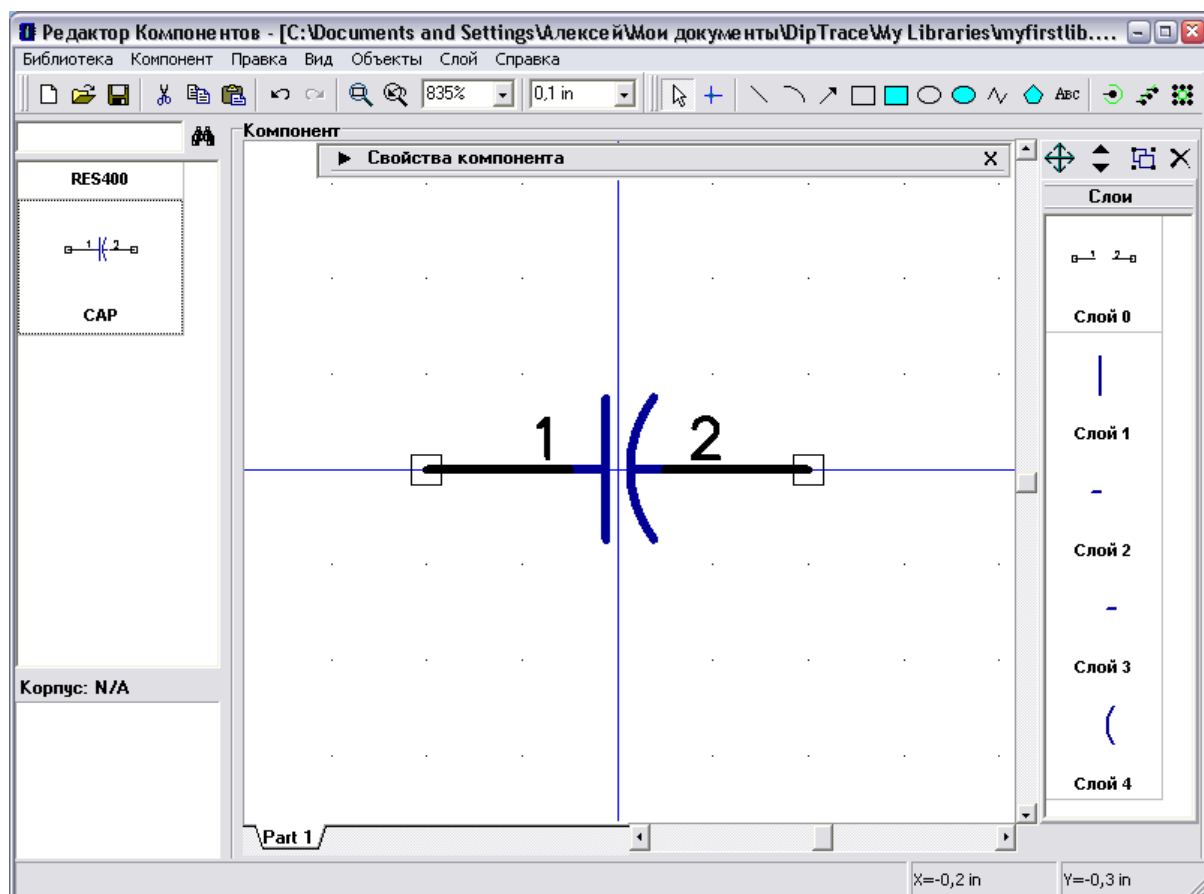 Редактор Компонентов - [C:\Documents and Settings\Алексей\Мои документы\DipTrace\My Libraries\myfirstlib....
Библиотека Компонент Правка Вид Объекты Слой Справка
835% 0,1 in ABC
Компонент
Свойства компонента X
RES400
1 2
CAP
Корпус: N/A
1 2
Part 1
Слои
1 2
Слой 0
Слой 1
Слой 2
Слой 3
Слой 4
X=-0,2 in Y=-0,3 in